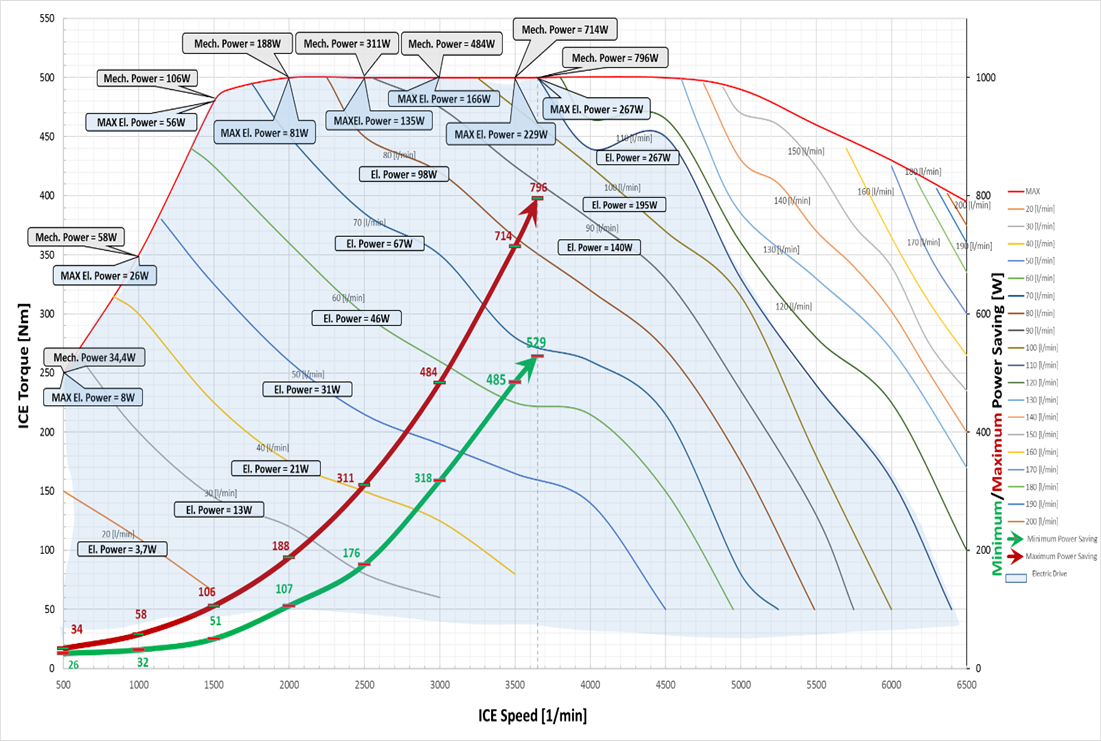 550
500
450
400
350
300
250
200
150
100
50
0
ICE Torque [Nm]
Mech. Power = 188W
Mech. Power = 311W
Mech. Power = 484W
Mech. Power = 714W
Mech. Power = 796W
Mech. Power = 106W
MAX El. Power = 56W
MAX El. Power = 81W
MAXEl. Power = 135W
MAX El. Power = 166W
MAX El. Power = 229W
MAX El. Power = 267W
110 [l/min]
El. Power = 267W
80 [l/min]
El. Power = 98W
100 [l/min]
El. Power = 195W
90 [l/min]
El. Power = 140W
70 [l/min]
El. Power = 67W
Mech. Power = 58W
MAX El. Power = 26W
60 [l/min]
El. Power = 46W
Mech. Power 34,4W
MAX El. Power = 8W
50 [l/min]
El. Power = 31W
40 [l/min]
El. Power = 21W
30 [l/min]
El. Power = 13W
20 [l/min]
El. Power = 3,7W
120 [l/min]
130 [l/min]
140 [l/min]
150 [l/min]
160 [l/min]
170 [l/min]
180 [l/min]
190 [l/min]
200 [l/min]
796
714
484
311
188
106
58
34
529
485
318
176
107
51
32
26
500 1000 1500 2000 2500 3000 3500 4000 4500 5000 5500 6000 6500
ICE Speed [1/min]
1000
800
600
400
200
0
Minimum/Maximum Power Saving [W]
MAX
20 [l/min]
30 [l/min]
40 [l/min]
50 [l/min]
60 [l/min]
70 [l/min]
80 [l/min]
90 [l/min]
100 [l/min]
110 [l/min]
120 [l/min]
130 [l/min]
140 [l/min]
150 [l/min]
160 [l/min]
170 [l/min]
180 [l/min]
190 [l/min]
200 [l/min]
Minimum Power Saving
Maximum Power Saving
Electric Drive